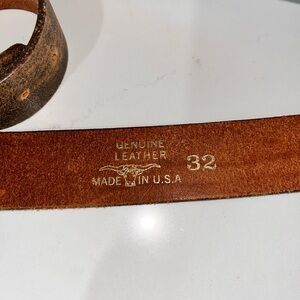 GENUINE
LEATHER
32
MADE IN U.S.A